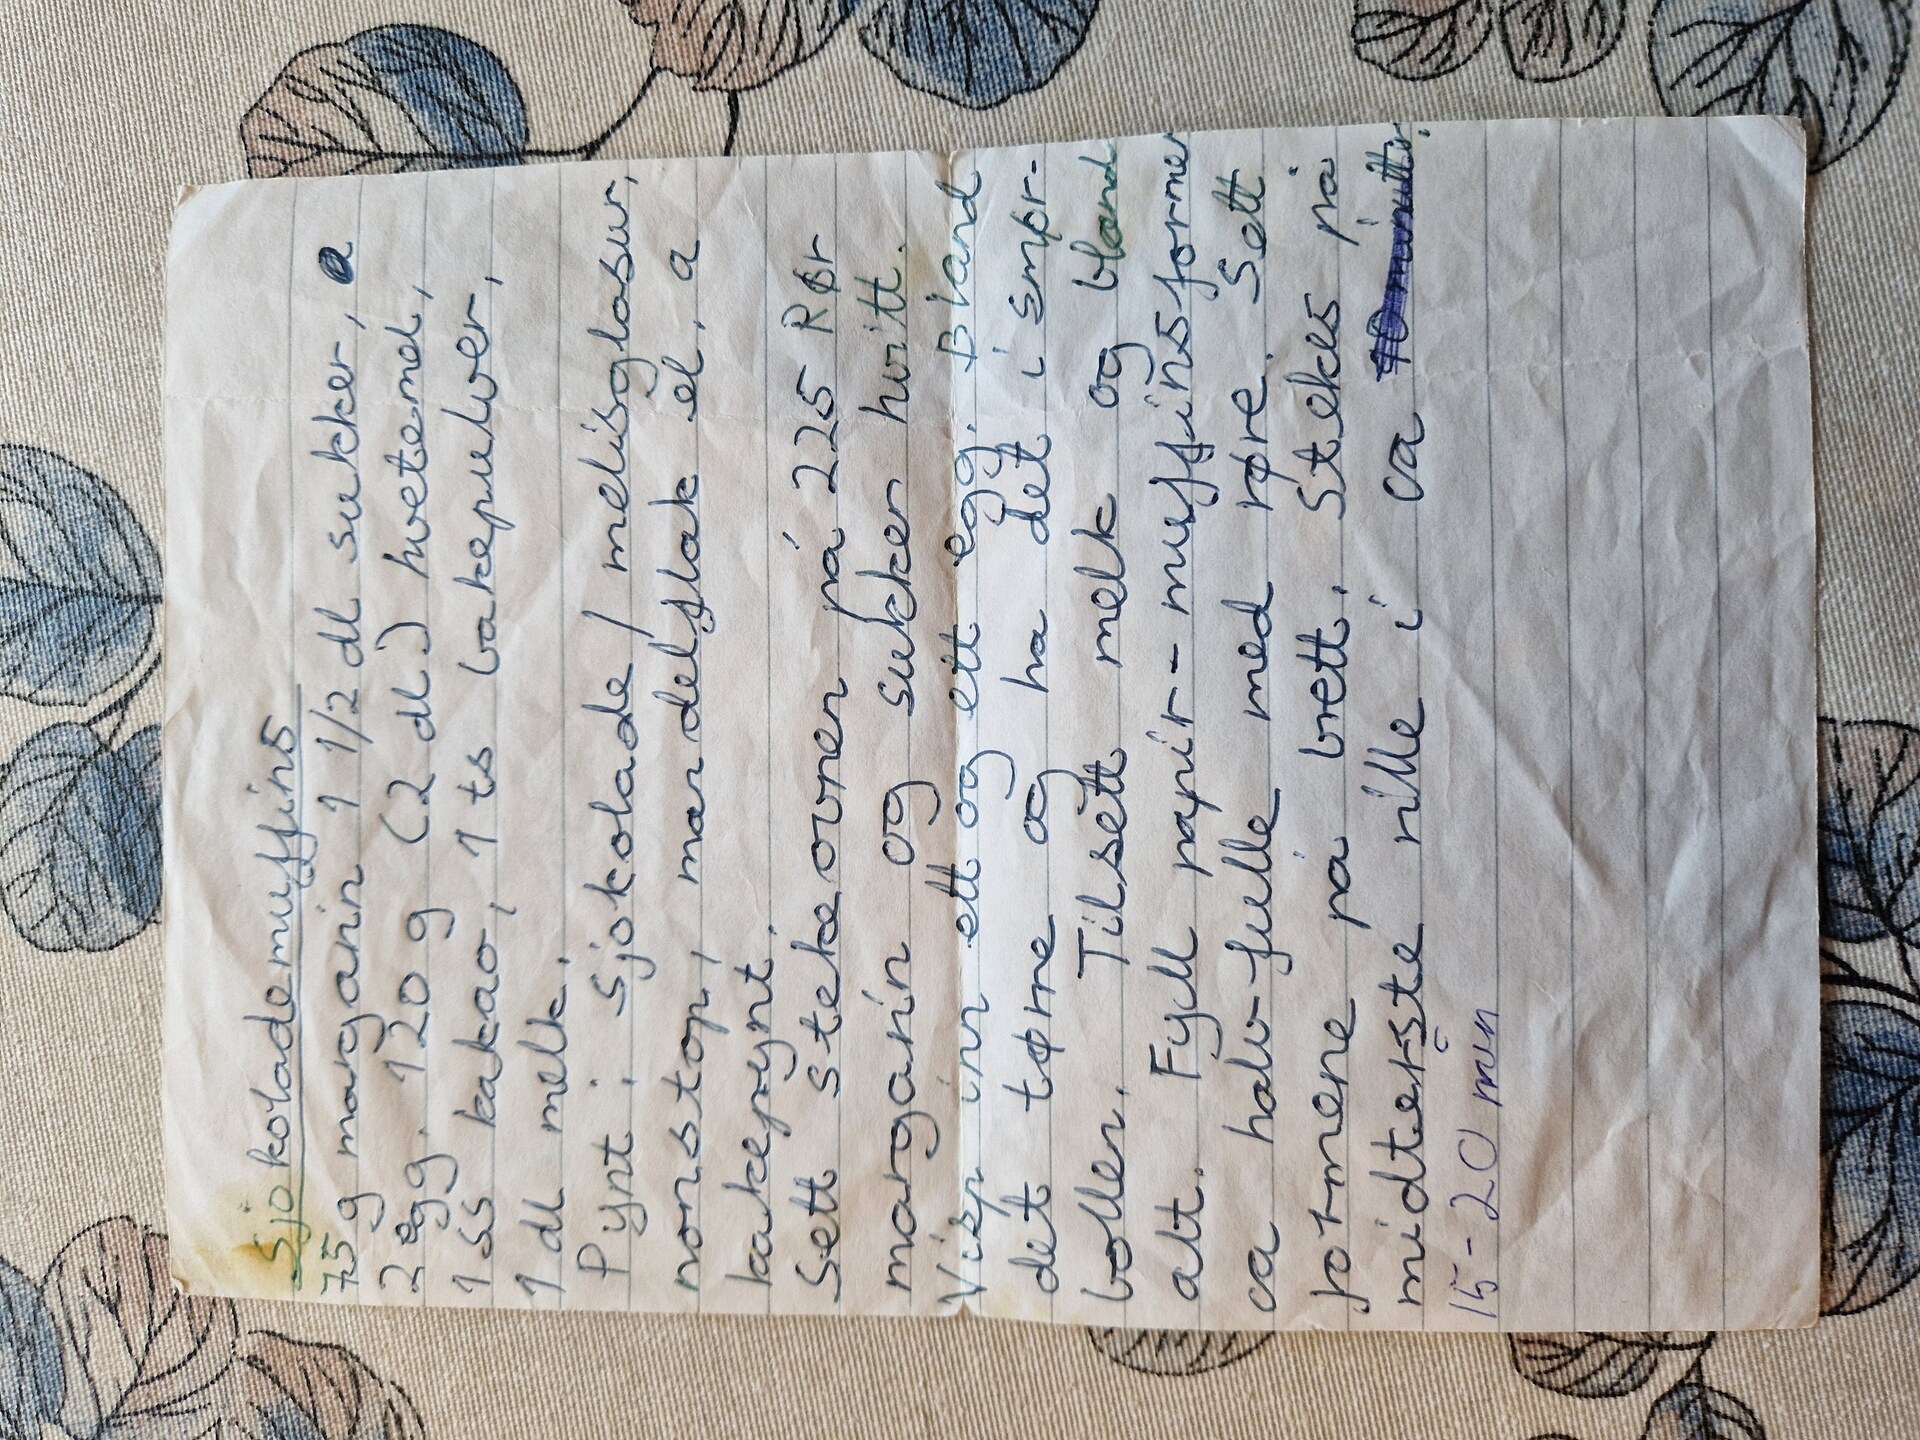 Sjokolademuffins
75 g margarin 1 1/2 dl sukker,
2 egg. 120 g (2 dl) hvetemel,
1 ss kakao, 1 ts bakepulver,
1 dl melk.
Pynt: sjokolade / melisglasur,
nonstop, mandelflak el. a
kakepynt.
Sett stekeovnen på 225 Rør
margarin og sukker hvitt.
Visp inn ett og ett egg. Bland
det tørre og ha det i smør-
bollen. Tilsett melk og bland
alt. Fyll papir-muffinsformer
ca halv-fulle med røre. Sett
formene på brett. Stekes på
midterste rille i ca 10 minutter.
15-20 min